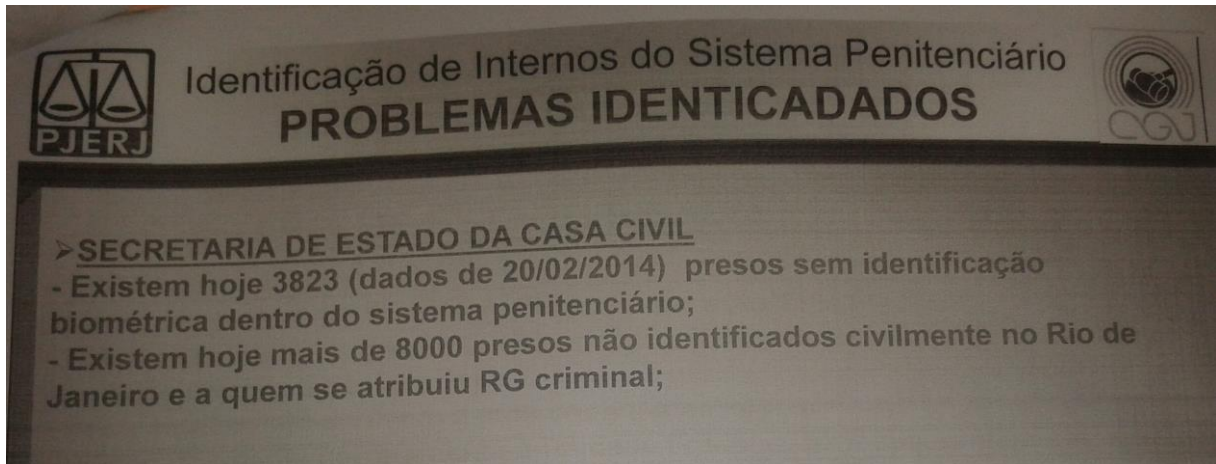 PJERJ
Identificação de Internos do Sistema Penitenciário
PROBLEMAS IDENTICADADOS
CGJ
➢SECRETARIA DE ESTADO DA CASA CIVIL
- Existem hoje 3823 (dados de 20/02/2014) presos sem identificação
biométrica dentro do sistema penitenciário;
- Existem hoje mais de 8000 presos não identificados civilmente no Rio de
Janeiro e a quem se atribuiu RG criminal;